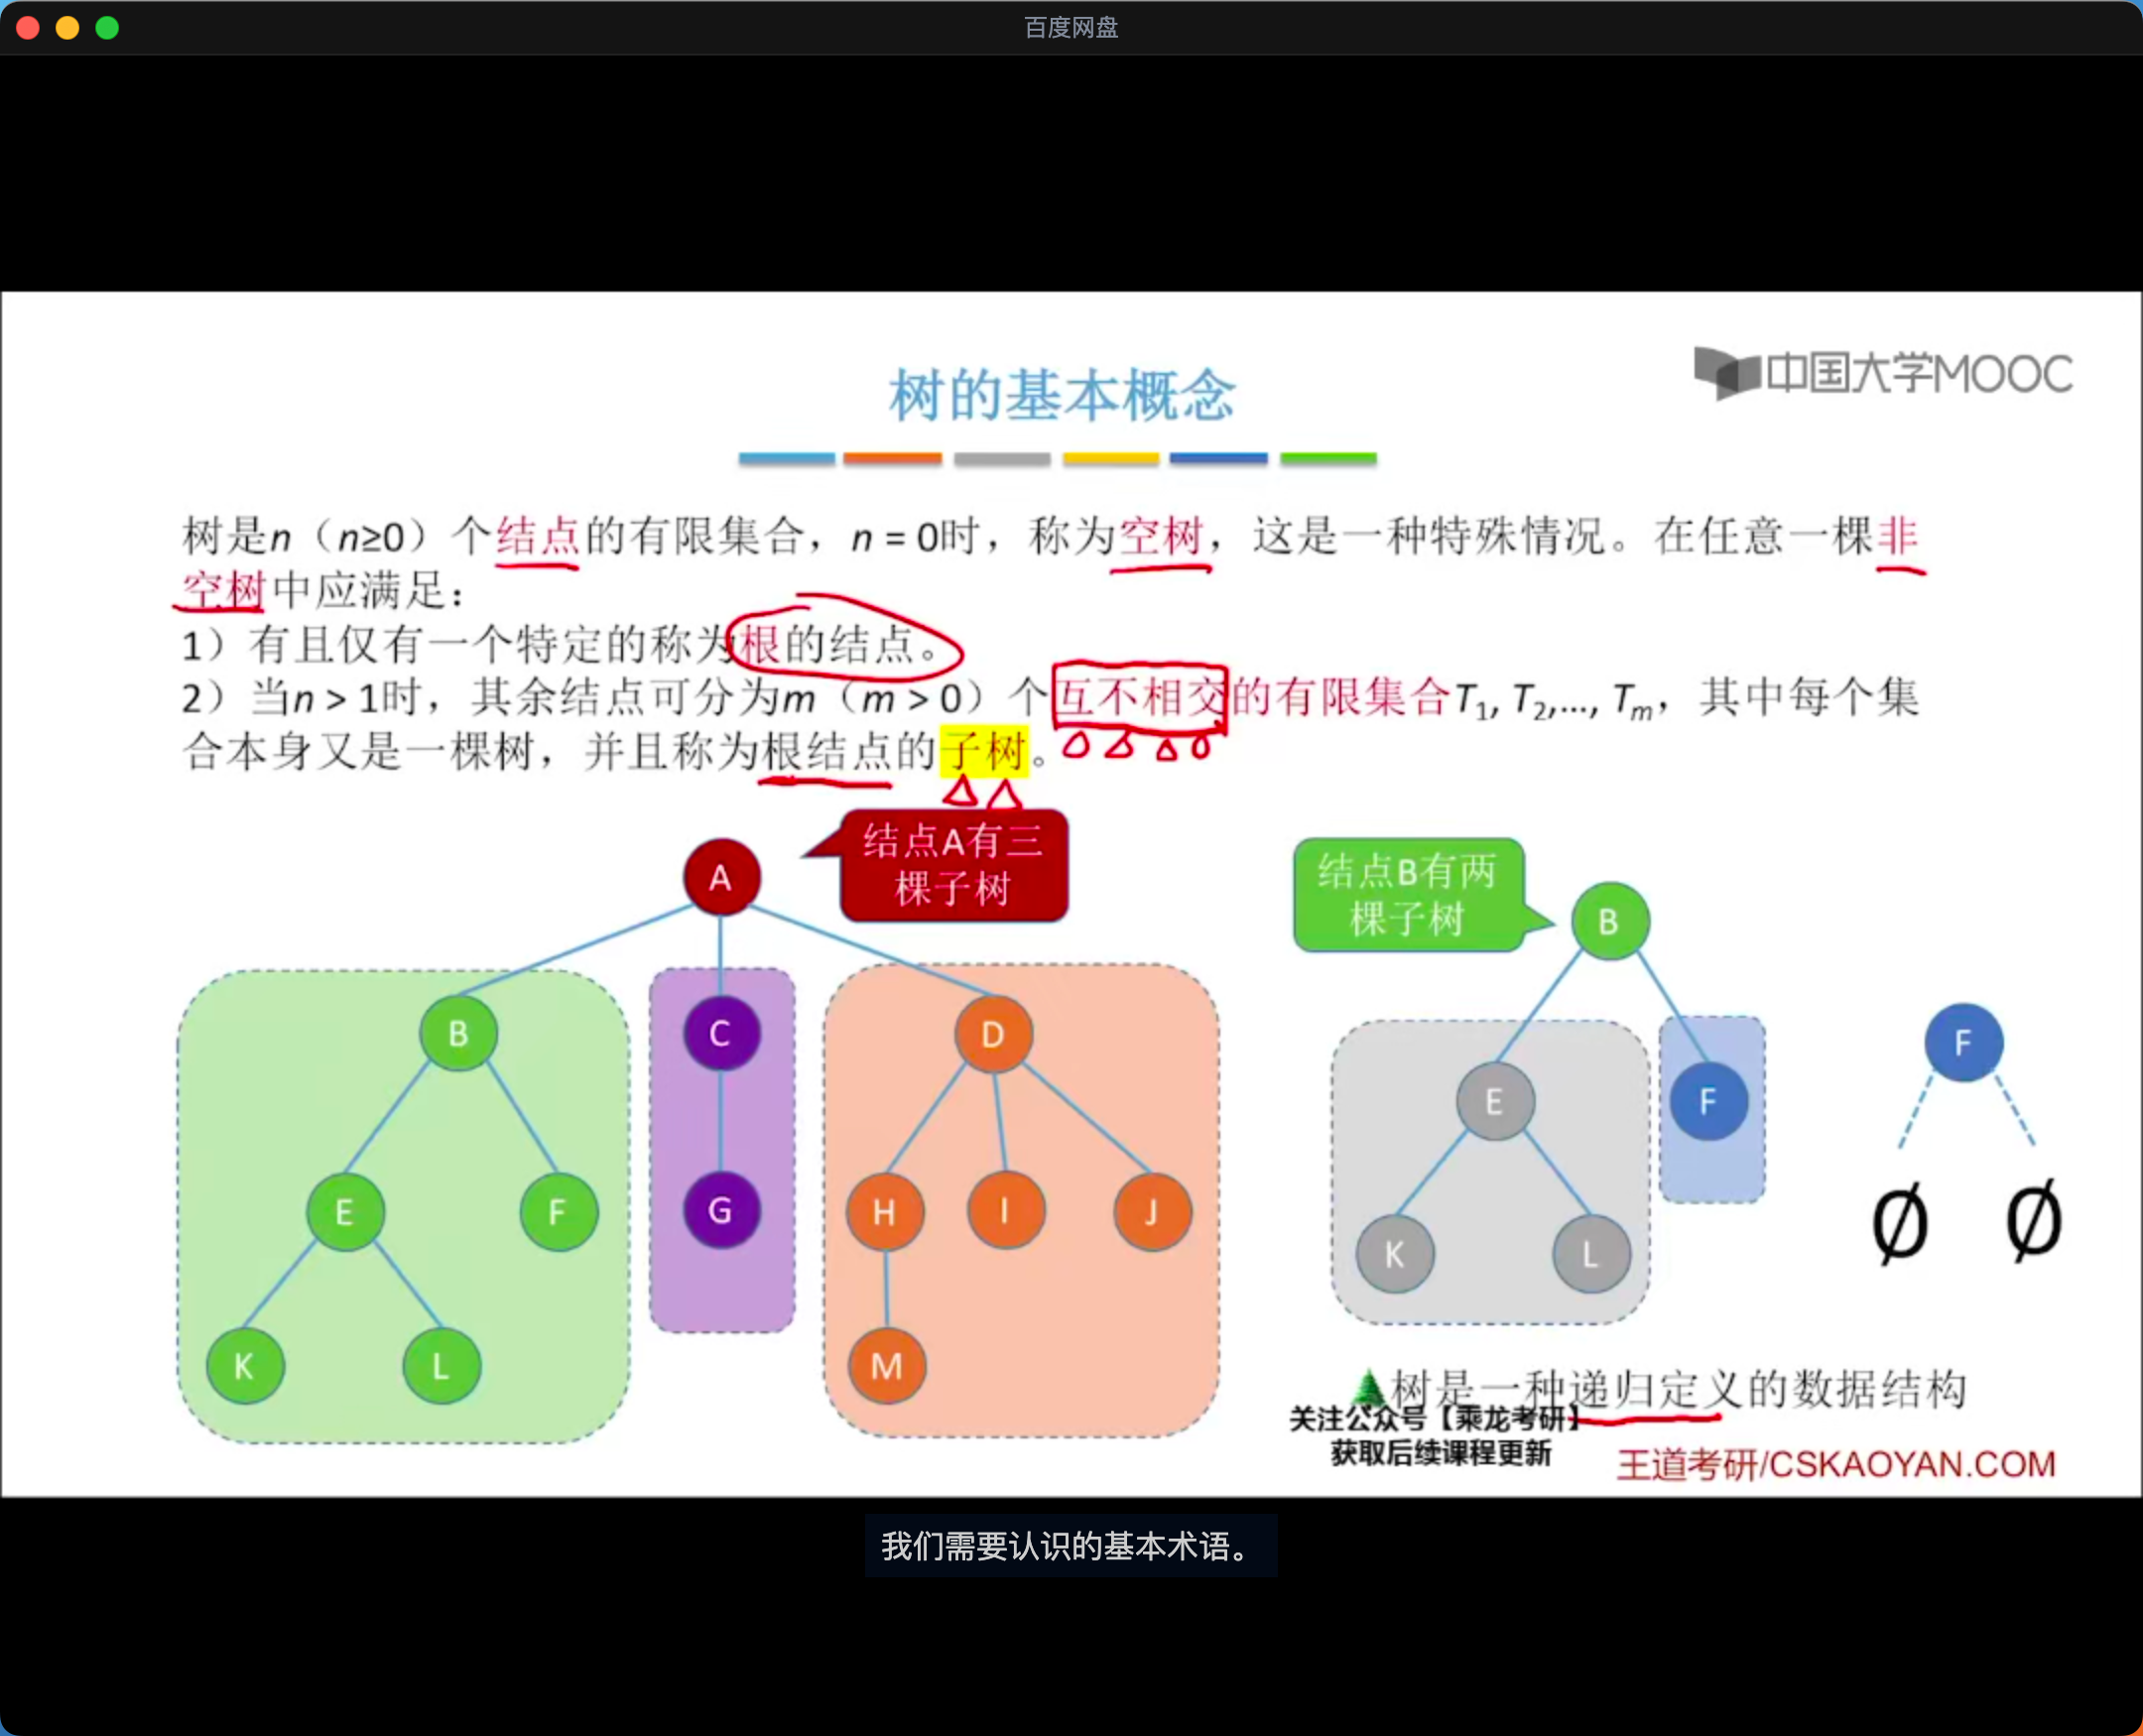 百度网盘
中国大学MOOC
树的基本概念
树是n（n≥0）个结点的有限集合，n = 0时，称为空树，这是一种特殊情况。在任意一棵非
空树中应满足：
1）有且仅有一个特定的称为根的结点。
2）当n > 1时，其余结点可分为m（m > 0）个互不相交的有限集合T1, T2,…, Tm，其中每个集
合本身又是一棵树，并且称为根结点的子树。
结点A有三
棵子树
A
B
C
D
E
F
G
H
I
J
K
L
M
结点B有两
棵子树
B
E
F
K
L
F
Ø Ø
树是一种递归定义的数据结构
关注公众号【乘龙考研】
获取后续课程更新
王道考研/CSKAOYAN.COM
我们需要认识的基本术语。